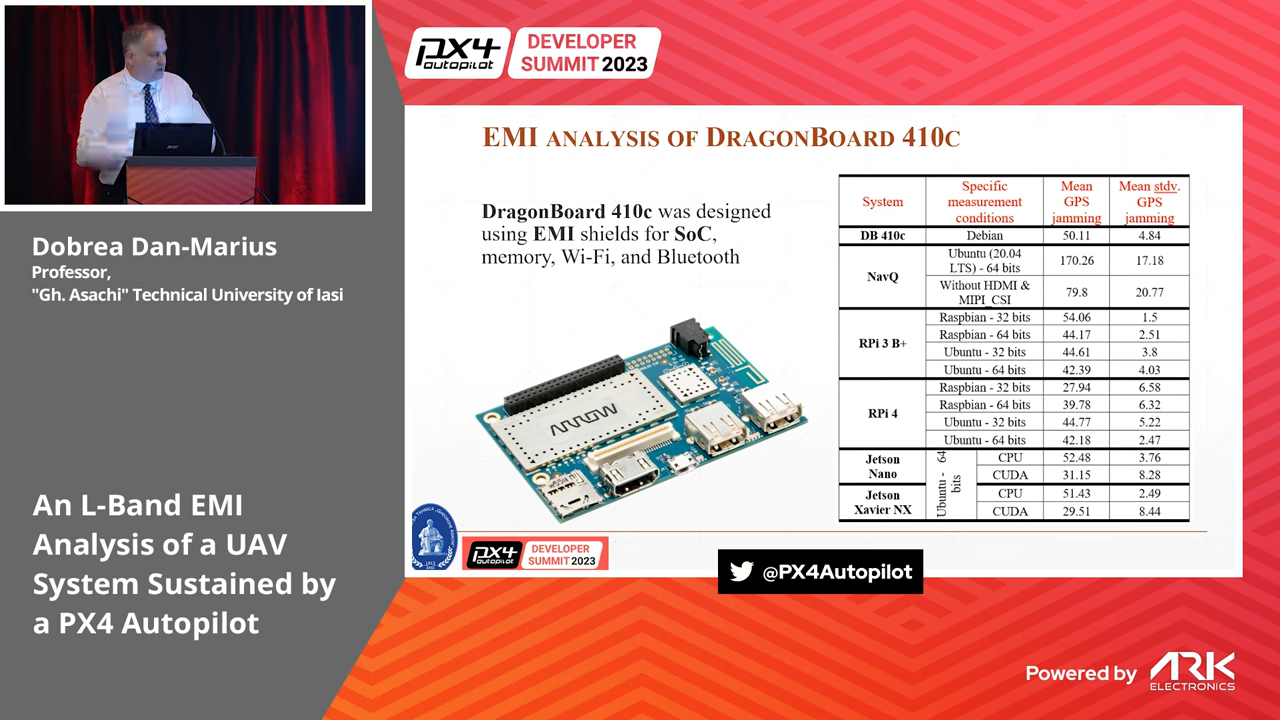 PX4
autopilot
DEVELOPER
SUMMIT 2023
acer
Dobrea Dan-Marius
Professor,
"Gh. Asachi" Technical University of Iasi
An L-Band EMI
Analysis of a UAV
System Sustained by
a PX4 Autopilot
EMI ANALYSIS OF DRAGONBOARD 410C
DragonBoard 410c was designed
using EMI shields for SoC,
memory, Wi-Fi, and Bluetooth
ARROW
System Specific measurement conditions Mean GPS jamming Mean stdv. GPS jamming
DB 410c Debian 50.11 4.84
NavQ Ubuntu (20.04 LTS) - 64 bits 170.26 17.18
Without HDMI & MIPI_CSI 79.8 20.77
RPi 3 B+ Raspbian - 32 bits 54.06 1.5
Raspbian - 64 bits 44.17 2.51
Ubuntu - 32 bits 44.61 3.8
Ubuntu - 64 bits 42.39 4.03
RPi 4 Raspbian - 32 bits 27.94 6.58
Raspbian - 64 bits 39.78 6.32
Ubuntu - 32 bits 44.77 5.22
Ubuntu - 64 bits 42.18 2.47
Jetson Nano Ubuntu - 64 bits CPU 52.48 3.76
CUDA 31.15 8.28
Jetson Xavier NX CPU 51.43 2.49
CUDA 29.51 8.44
PX4
autopilot
DEVELOPER
SUMMIT 2023
@PX4Autopilot
Powered by ARK
ELECTRONICS